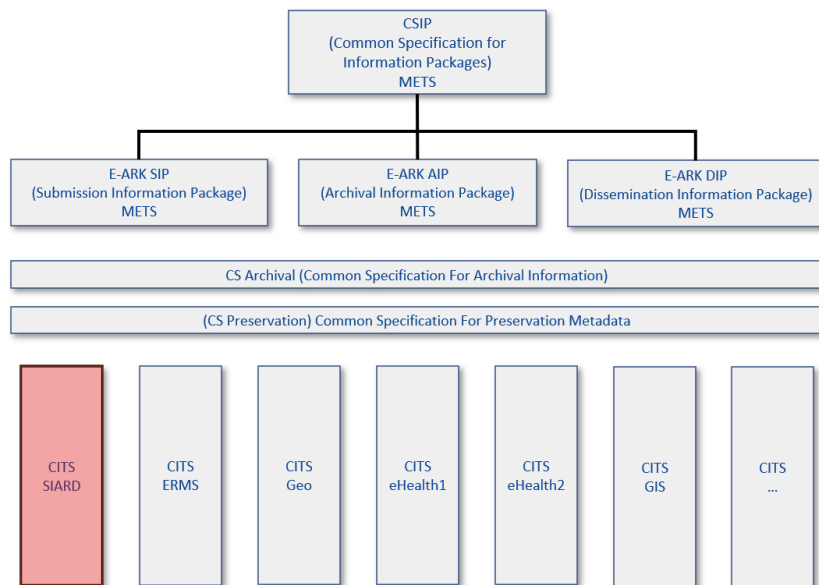 CSIP
(Common Specification for
Information Packages)
METS
E-ARK SIP
(Submission Information Package)
METS
E-ARK AIP
(Archival Information Package)
METS
E-ARK DIP
(Dissemination Information Package)
METS
CS Archival (Common Specification For Archival Information)
(CS Preservation) Common Specification For Preservation Metadata
CITS
SIARD
CITS
ERMS
CITS
Geo
CITS
eHealth1
CITS
eHealth2
CITS
GIS
CITS
...